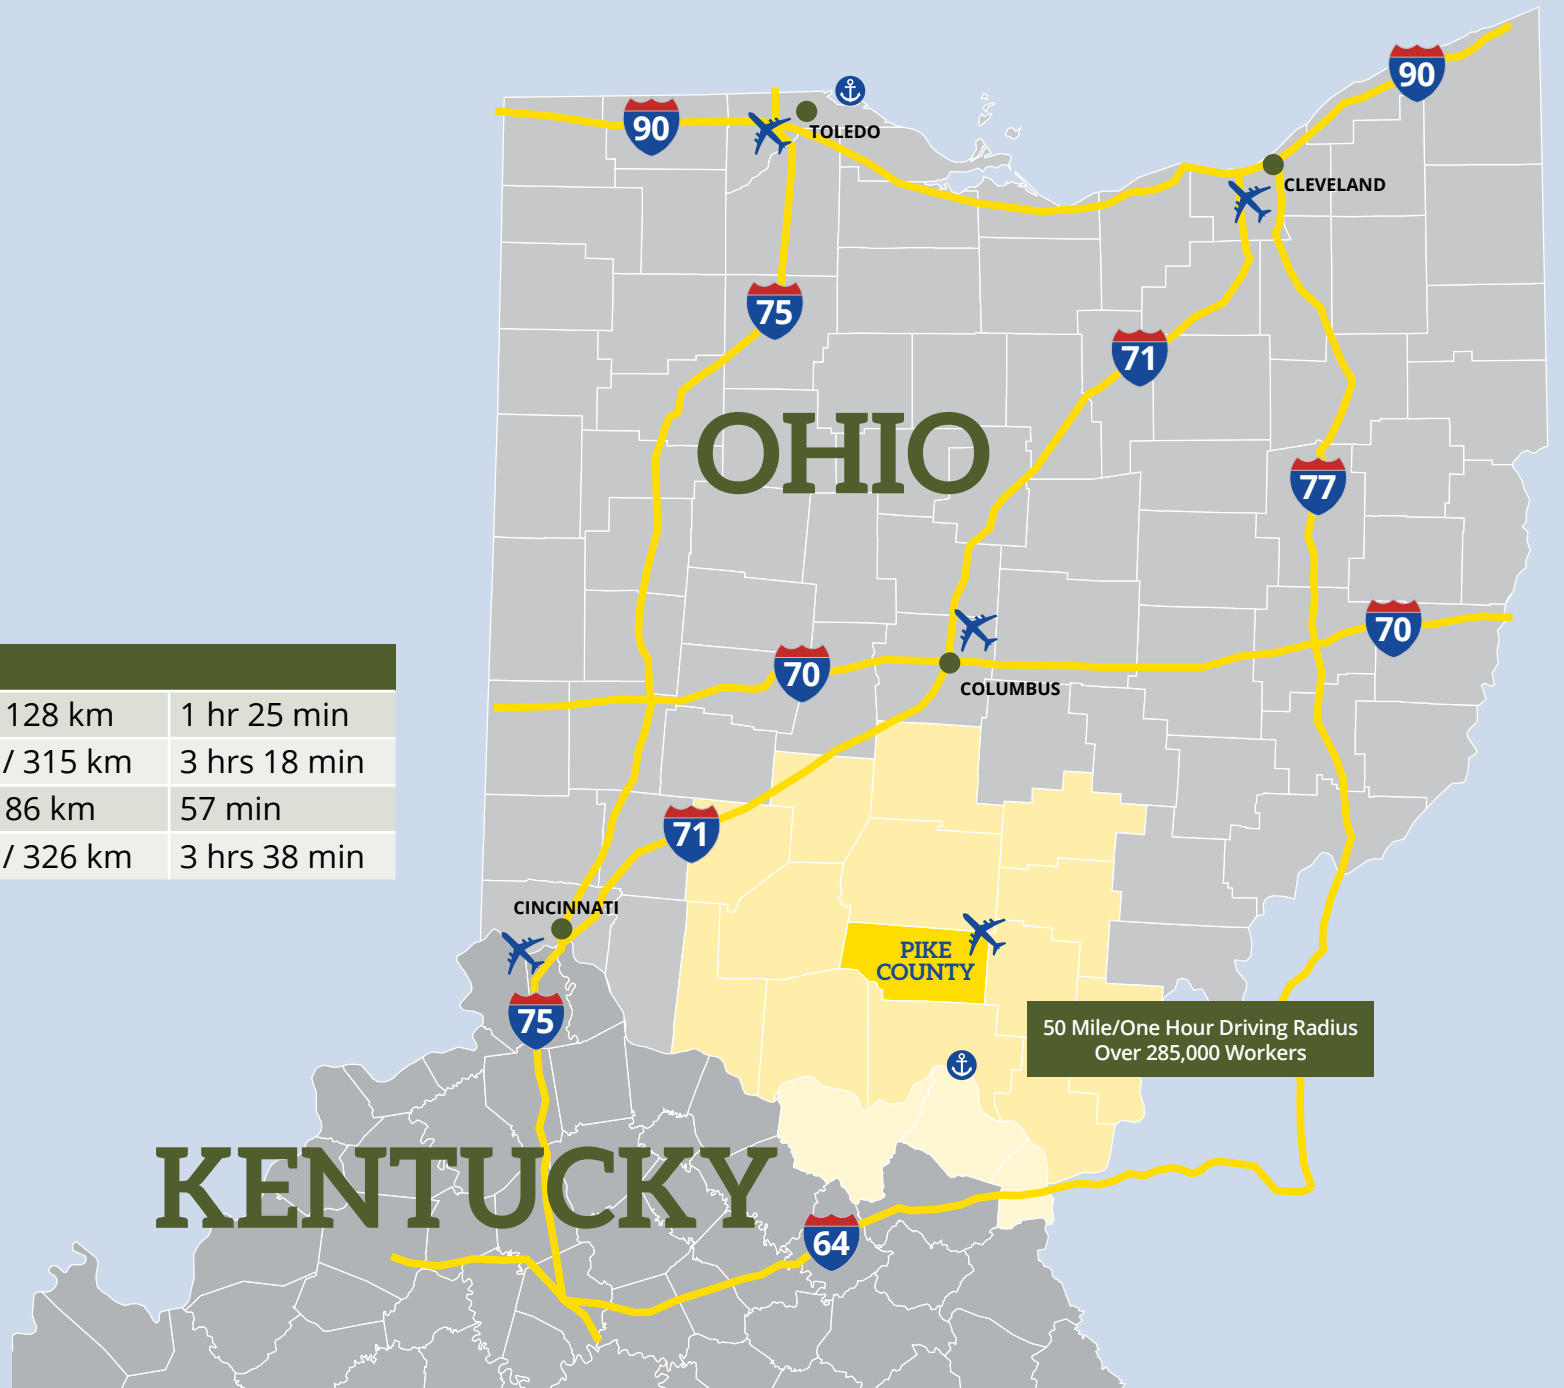 90
90
TOLEDO
CLEVELAND
75
71
OHIO
77
70
70
COLUMBUS
128 km 1 hr 25 min
/ 315 km 3 hrs 18 min
86 km 57 min
/ 326 km 3 hrs 38 min
71
CINCINNATI
PIKE
COUNTY
75
50 Mile/One Hour Driving Radius
Over 285,000 Workers
KENTUCKY
64